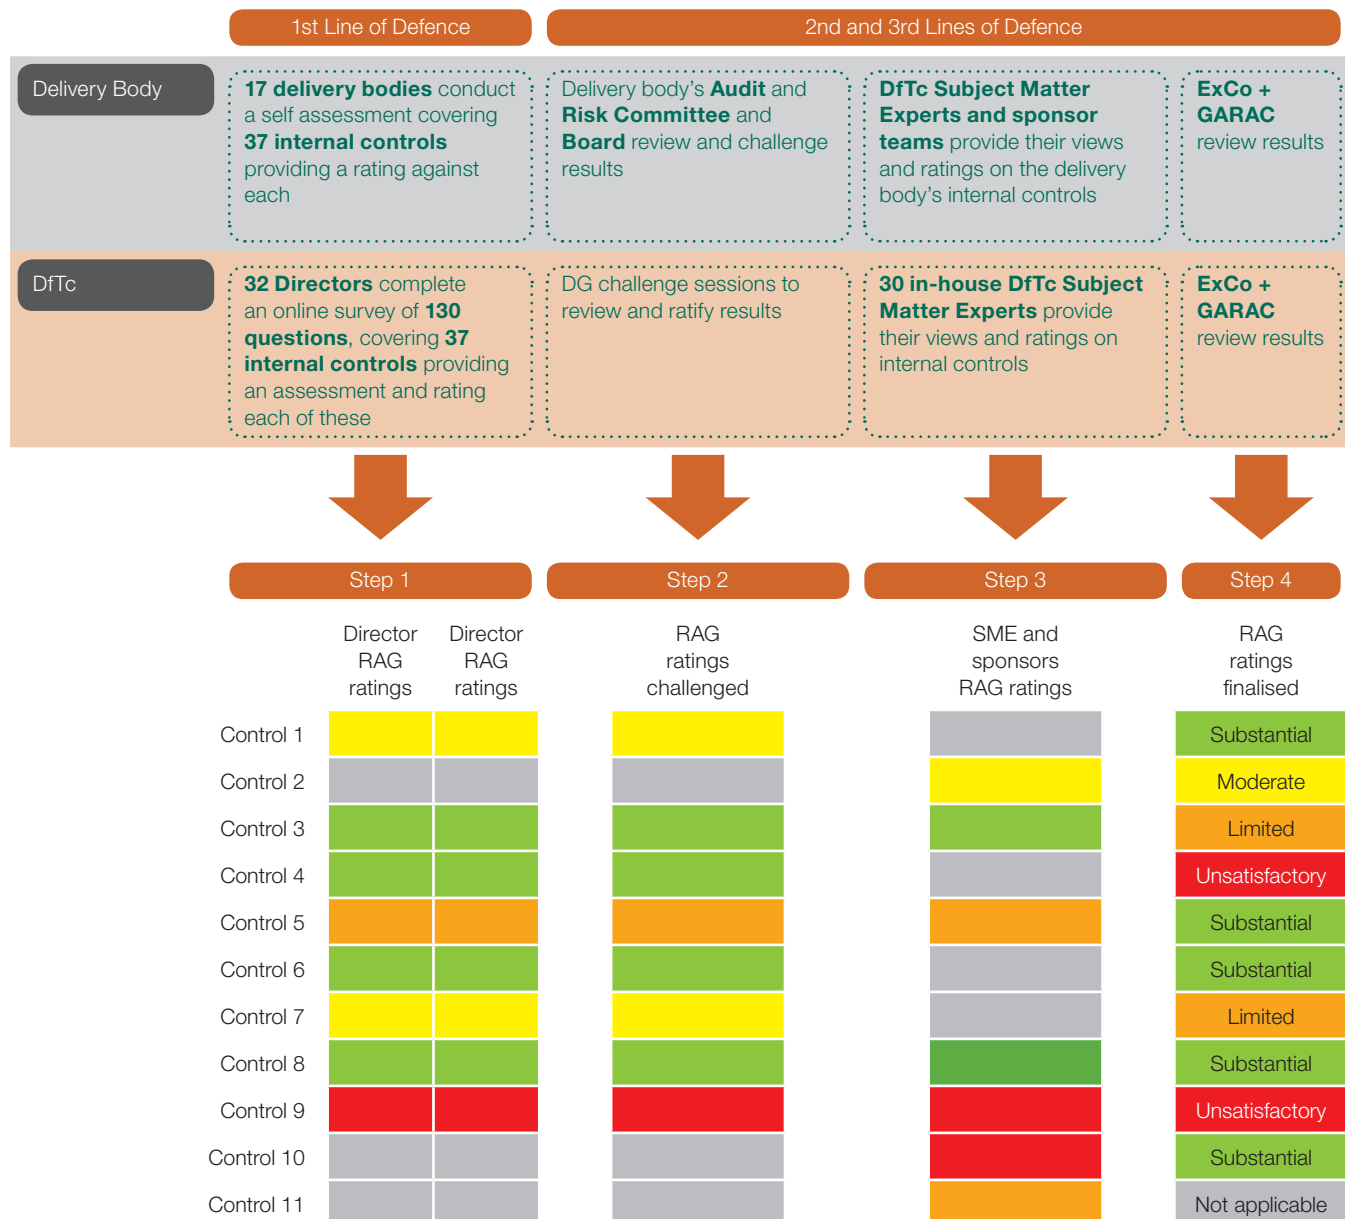 1st Line of Defence
2nd and 3rd Lines of Defence
Delivery Body
17 delivery bodies conduct
a self assessment covering
37 internal controls
providing a rating against
each
Delivery body's Audit and
Risk Committee and
Board review and challenge
results
DfTc Subject Matter
Experts and sponsor
teams provide their views
and ratings on the delivery
body's internal controls
ExCo +
GARAC
review results
DfTc
32 Directors complete
an online survey of 130
questions, covering 37
internal controls providing
an assessment and rating
each of these
DG challenge sessions to
review and ratify results
30 in-house DfTc Subject
Matter Experts provide
their views and ratings on
internal controls
ExCo +
GARAC
review results
Step 1
Step 2
Step 3
Step 4
Director
RAG
ratings
Director
RAG
ratings
RAG
ratings
challenged
SME and
sponsors
RAG ratings
RAG
ratings
finalised
Control 1
Substantial
Control 2
Moderate
Control 3
Limited
Control 4
Unsatisfactory
Control 5
Substantial
Control 6
Substantial
Control 7
Limited
Control 8
Substantial
Control 9
Unsatisfactory
Control 10
Substantial
Control 11
Not applicable